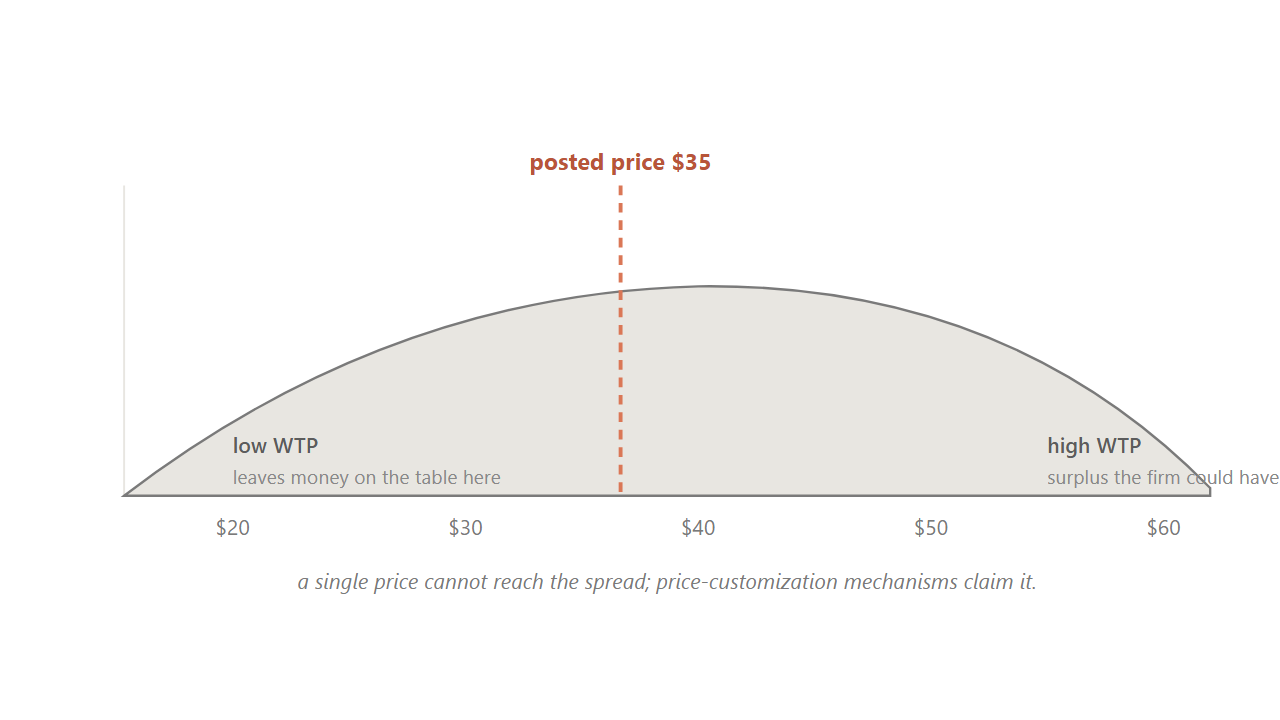 posted price $35
low WTP
leaves money on the table here
high WTP
surplus the firm could have
$20
$30
$40
$50
$60
a single price cannot reach the spread; price-customization mechanisms claim it.